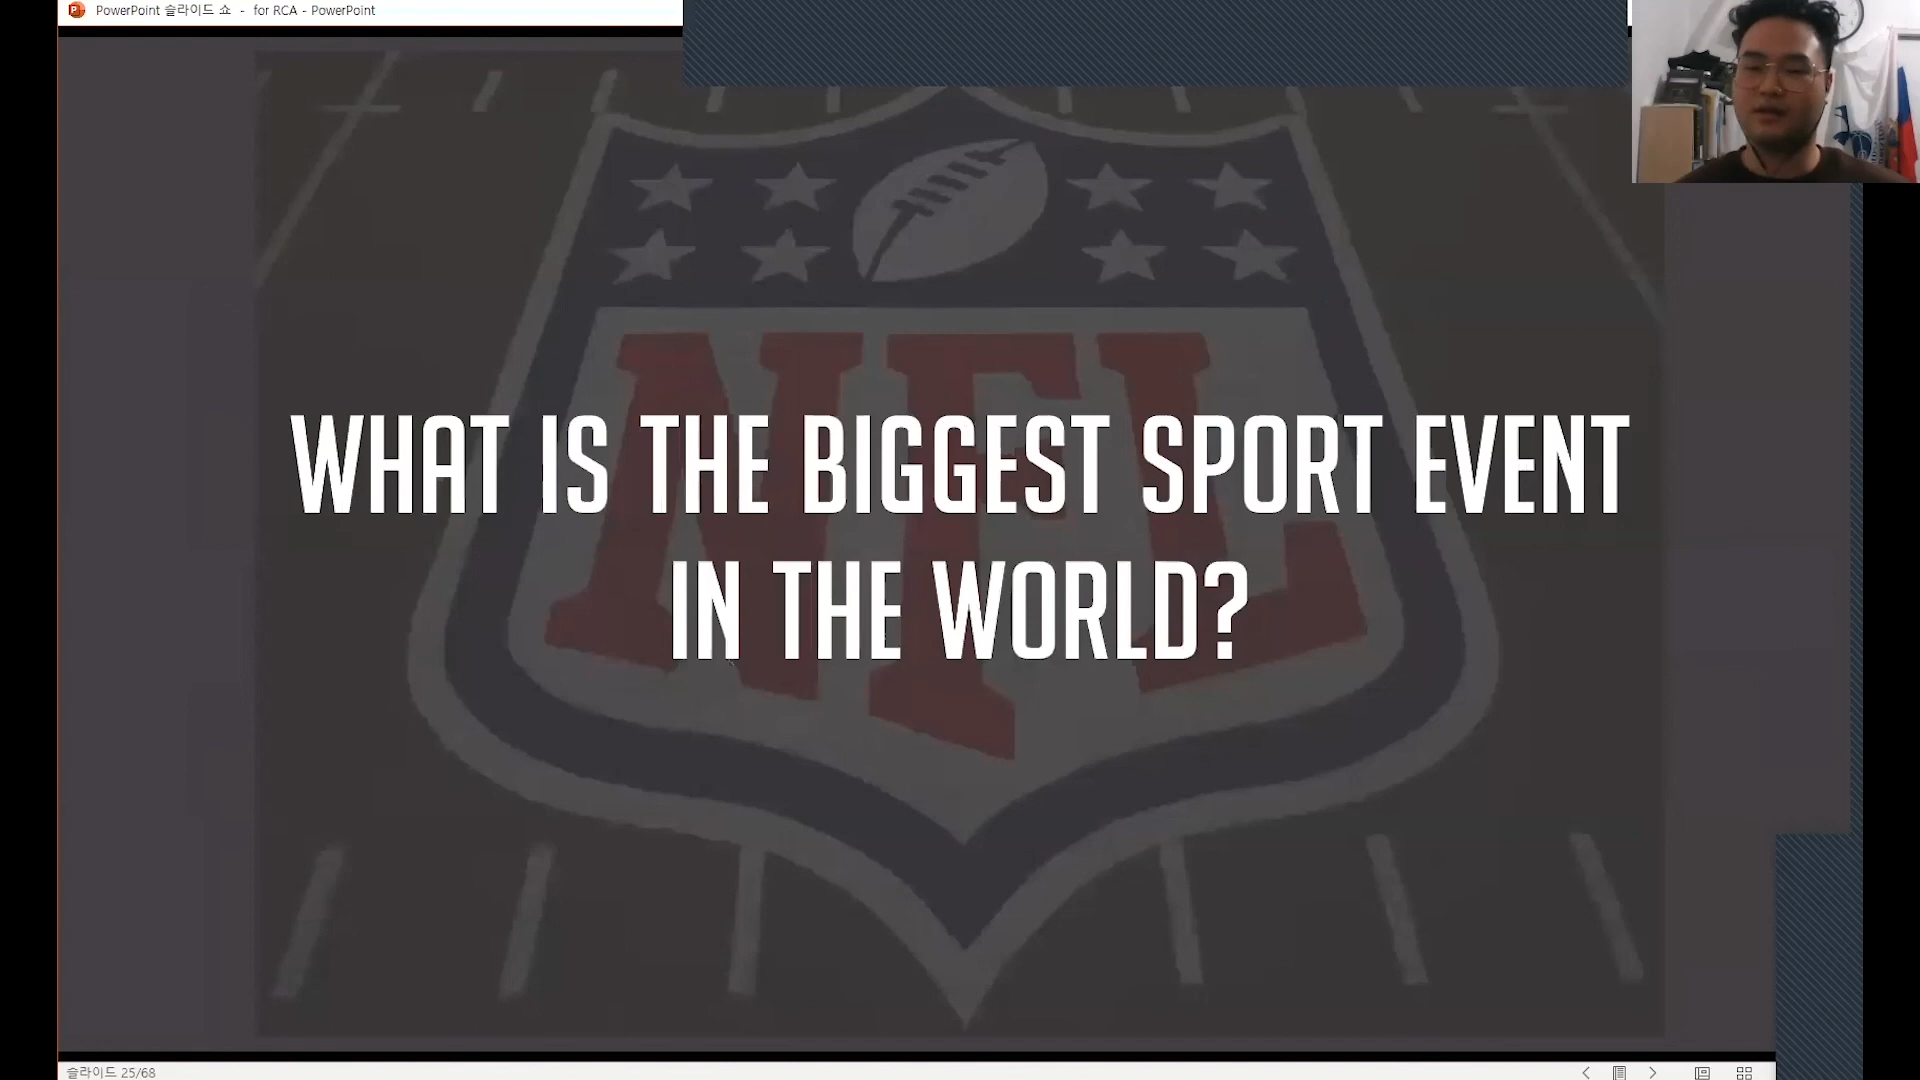 PowerPoint 슬라이드 쇼 - for RCA - PowerPoint
NFL
WHAT IS THE BIGGEST SPORT EVENT
IN THE WORLD?
슬라이드 25/68